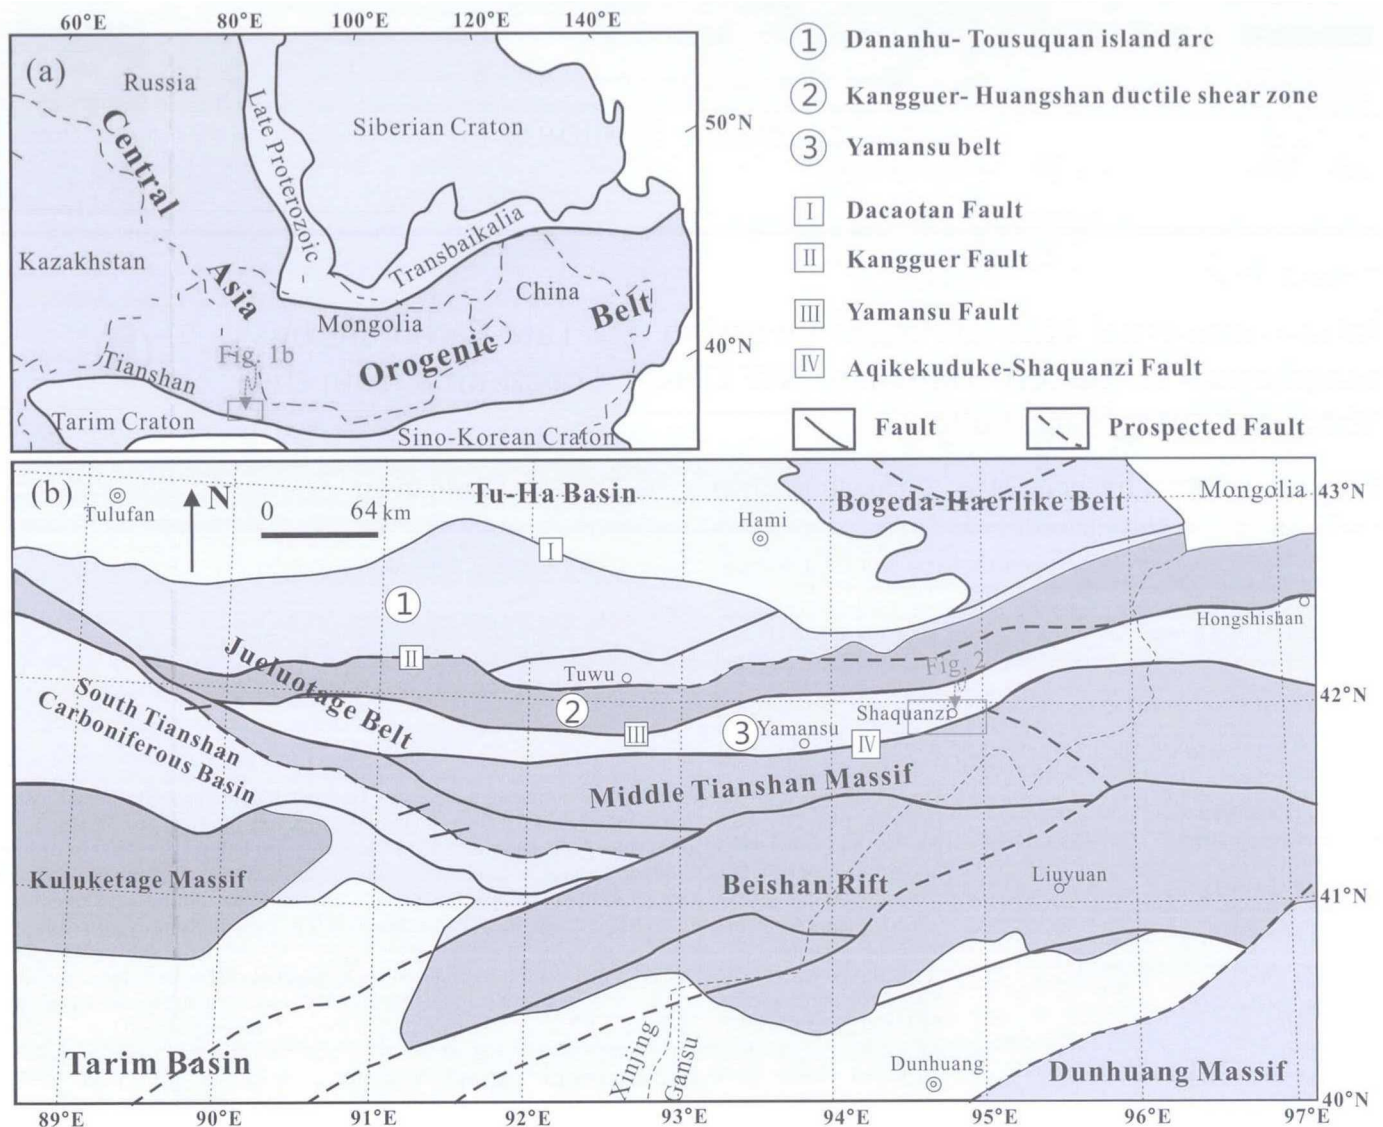 60°E 80°E 100°E 120°E 140°E
(a)
Russia
Central
Late Proterozoic
Siberian Craton
50°N
Kazakhstan
Asia
Transbaikalia
China
Mongolia
Belt
Orogenic
Fig. 1b
40°N
Tianshan
Tarim Craton
Sino-Korean Craton
1 Dananhu- Tousuquan island arc
2 Kangguer- Huangshan ductile shear zone
3 Yamansu belt
I Dacaotan Fault
II Kangguer Fault
III Yamansu Fault
IV Aqikekuduke-Shaquanzi Fault
Fault
Prospected Fault
(b)
Tulufan
N
0 64 km
Tu-Ha Basin
Hami
Bogeda-Haerlike Belt
Mongolia
43°N
I
1
Hongshishan
Jueluotage Belt
II
Tuwu
Fig. 2
42°N
South Tianshan
Carboniferous Basin
2
III
3
Yamansu
Shaquanzi
IV
Middle Tianshan Massif
Kuluketage Massif
Beishan Rift
Liuyuan
41°N
Tarim Basin
Xinjing
Gansu
Dunhuang
Dunhuang Massif
40°N
89°E 90°E 91°E 92°E 93°E 94°E 95°E 96°E 97°E